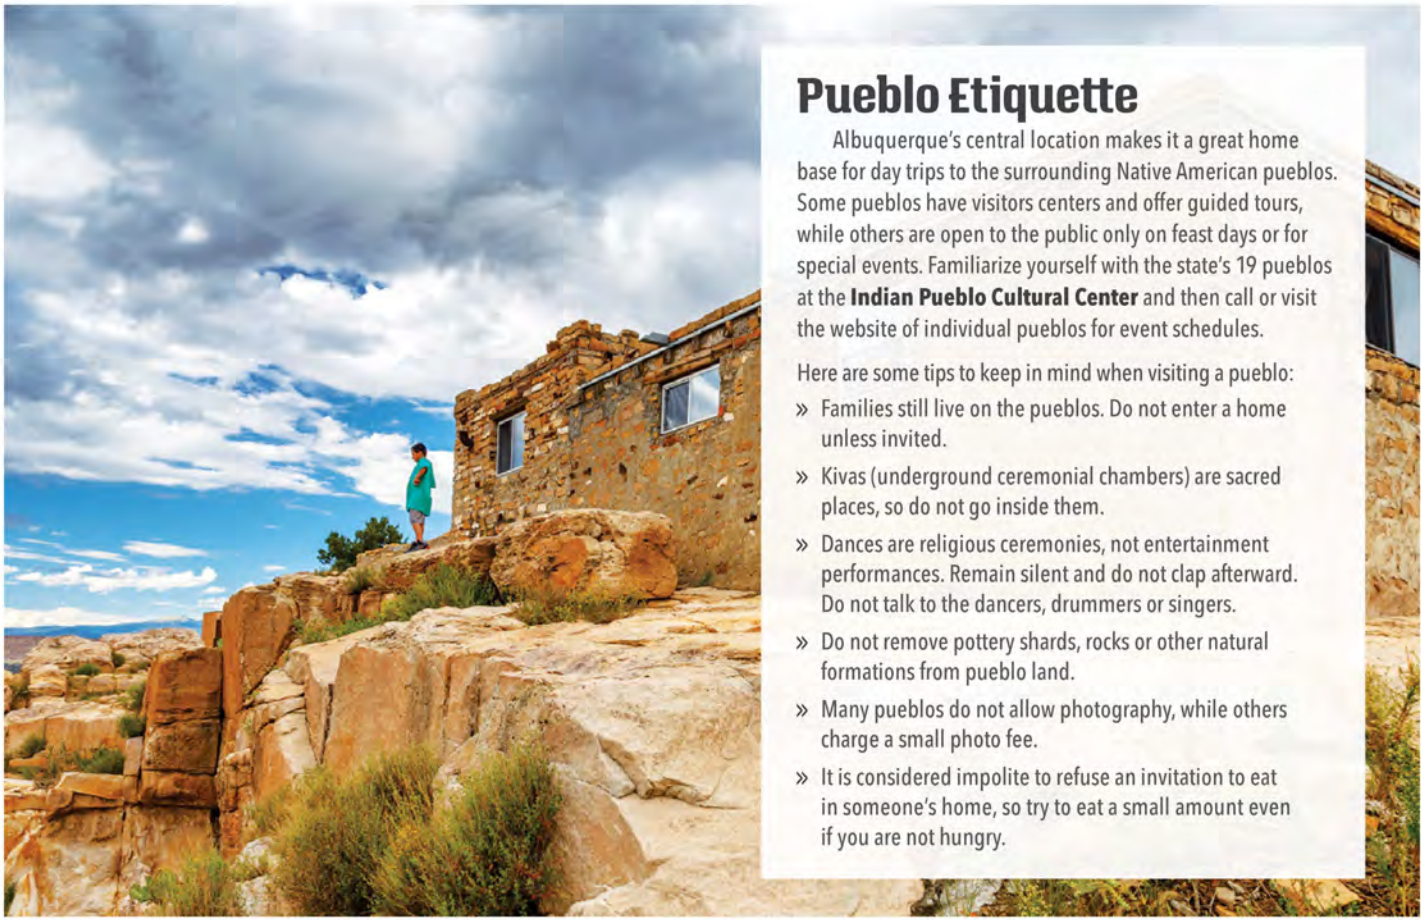 Pueblo Etiquette
Albuquerque's central location makes it a great home
base for day trips to the surrounding Native American pueblos.
Some pueblos have visitors centers and offer guided tours,
while others are open to the public only on feast days or for
special events. Familiarize yourself with the state's 19 pueblos
at the Indian Pueblo Cultural Center and then call or visit
the website of individual pueblos for event schedules.
Here are some tips to keep in mind when visiting a pueblo:
» Families still live on the pueblos. Do not enter a home
unless invited.
» Kivas (underground ceremonial chambers) are sacred
places, so do not go inside them.
» Dances are religious ceremonies, not entertainment
performances. Remain silent and do not clap afterward.
Do not talk to the dancers, drummers or singers.
» Do not remove pottery shards, rocks or other natural
formations from pueblo land.
» Many pueblos do not allow photography, while others
charge a small photo fee.
» It is considered impolite to refuse an invitation to eat
in someone's home, so try to eat a small amount even
if you are not hungry.